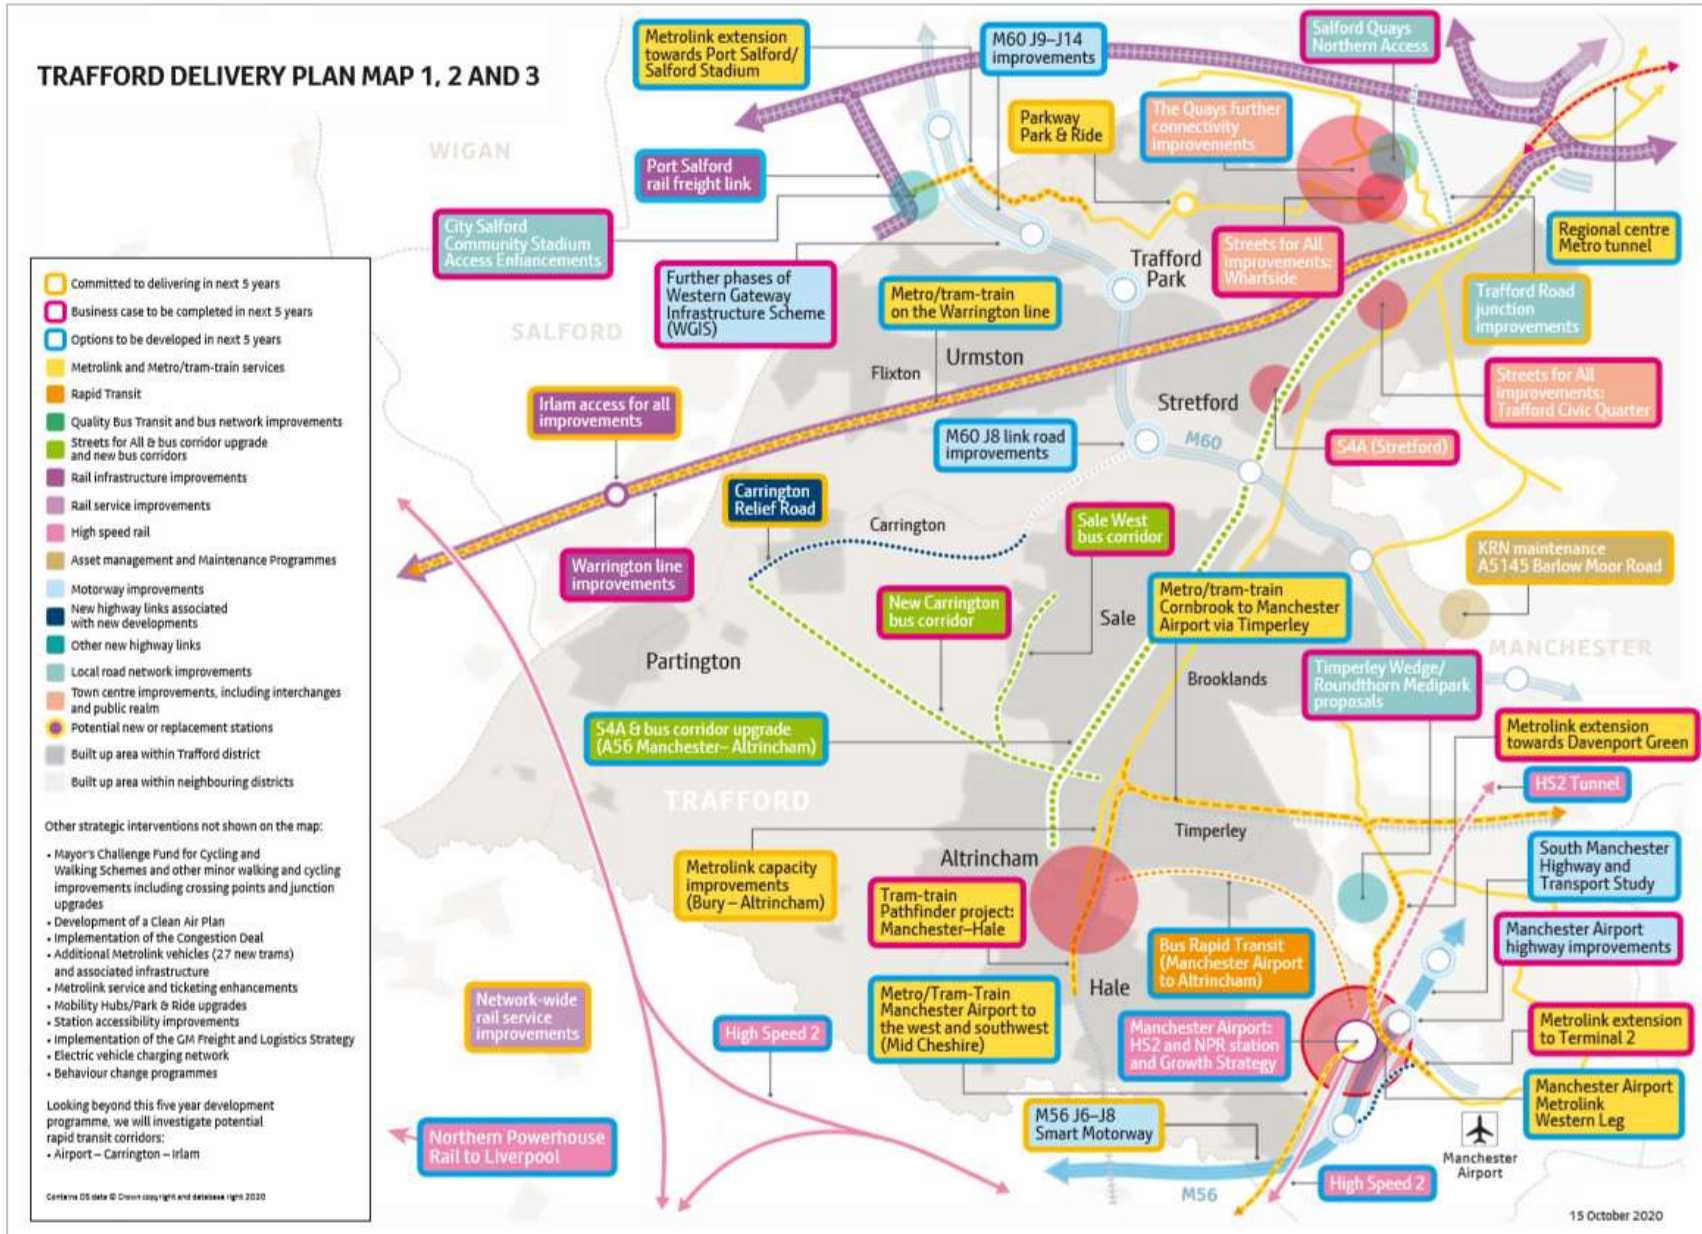 TRAFFORD DELIVERY PLAN MAP 1, 2 AND 3
Metrolink extension
towards Port Salford/
Salford Stadium
M60 J9–J14
improvements
Salford Quays
Northern Access
Parkway
Park & Ride
The Quays further
connectivity
improvements
WIGAN
Port Salford
rail freight link
City Salford
Community Stadium
Access Enhancements
Further phases of
Western Gateway
Infrastructure Scheme
(WGIS)
Trafford
Park
Streets for All
improvements:
Wharfside
Regional centre
Metro tunnel
Metro/tram-train
on the Warrington line
Trafford Road
junction
improvements
SALFORD
Urmston
Flixton
Stretford
Streets for All
improvements:
Trafford Civic Quarter
Irlam access for all
improvements
M60 J8 link road
improvements
M60
S4A (Stretford)
Carrington
Relief Road
Carrington
Sale West
bus corridor
KRN maintenance
A5145 Barlow Moor Road
Warrington line
improvements
New Carrington
bus corridor
Sale
Metro/tram-train
Cornbrook to Manchester
Airport via Timperley
MANCHESTER
Partington
Brooklands
Timperley Wedge/
Roundthorn Medipark
proposals
S4A & bus corridor upgrade
(A56 Manchester– Altrincham)
Metrolink extension
towards Davenport Green
HS2 Tunnel
TRAFFORD
Timperley
Altrincham
South Manchester
Highway and
Transport Study
Metrolink capacity
improvements
(Bury – Altrincham)
Tram-train
Pathfinder project:
Manchester–Hale
Manchester Airport
highway improvements
Bus Rapid Transit
(Manchester Airport
to Altrincham)
Hale
Network-wide
rail service
improvements
High Speed 2
Metro/Tram-Train
Manchester Airport to
the west and southwest
(Mid Cheshire)
Manchester Airport:
HS2 and NPR station
and Growth Strategy
Metrolink extension
to Terminal 2
Manchester Airport
Metrolink
Western Leg
Northern Powerhouse
Rail to Liverpool
M56 J6–J8
Smart Motorway
Manchester
Airport
M56
High Speed 2
15 October 2020
Committed to delivering in next 5 years
Business case to be completed in next 5 years
Options to be developed in next 5 years
Metrolink and Metro/tram-train services
Rapid Transit
Quality Bus Transit and bus network improvements
Streets for All & bus corridor upgrade
and new bus corridors
Rail infrastructure improvements
Rail service improvements
High speed rail
Asset management and Maintenance Programmes
Motorway improvements
New highway links associated
with new developments
Other new highway links
Local road network improvements
Town centre improvements, including interchanges
and public realm
Potential new or replacement stations
Built up area within Trafford district
Built up area within neighbouring districts
Other strategic interventions not shown on the map:
• Mayor's Challenge Fund for Cycling and
Walking Schemes and other minor walking and cycling
improvements including crossing points and junction
upgrades
• Development of a Clean Air Plan
• Implementation of the Congestion Deal
• Additional Metrolink vehicles (27 new trams)
and associated infrastructure
• Metrolink service and ticketing enhancements
• Mobility Hubs/Park & Ride upgrades
• Station accessibility improvements
• Implementation of the GM Freight and Logistics Strategy
• Electric vehicle charging network
• Behaviour change programmes
Looking beyond this five year development
programme, we will investigate potential
rapid transit corridors:
• Airport – Carrington – Irlam
Contains OS data © Crown copyright and database right 2020